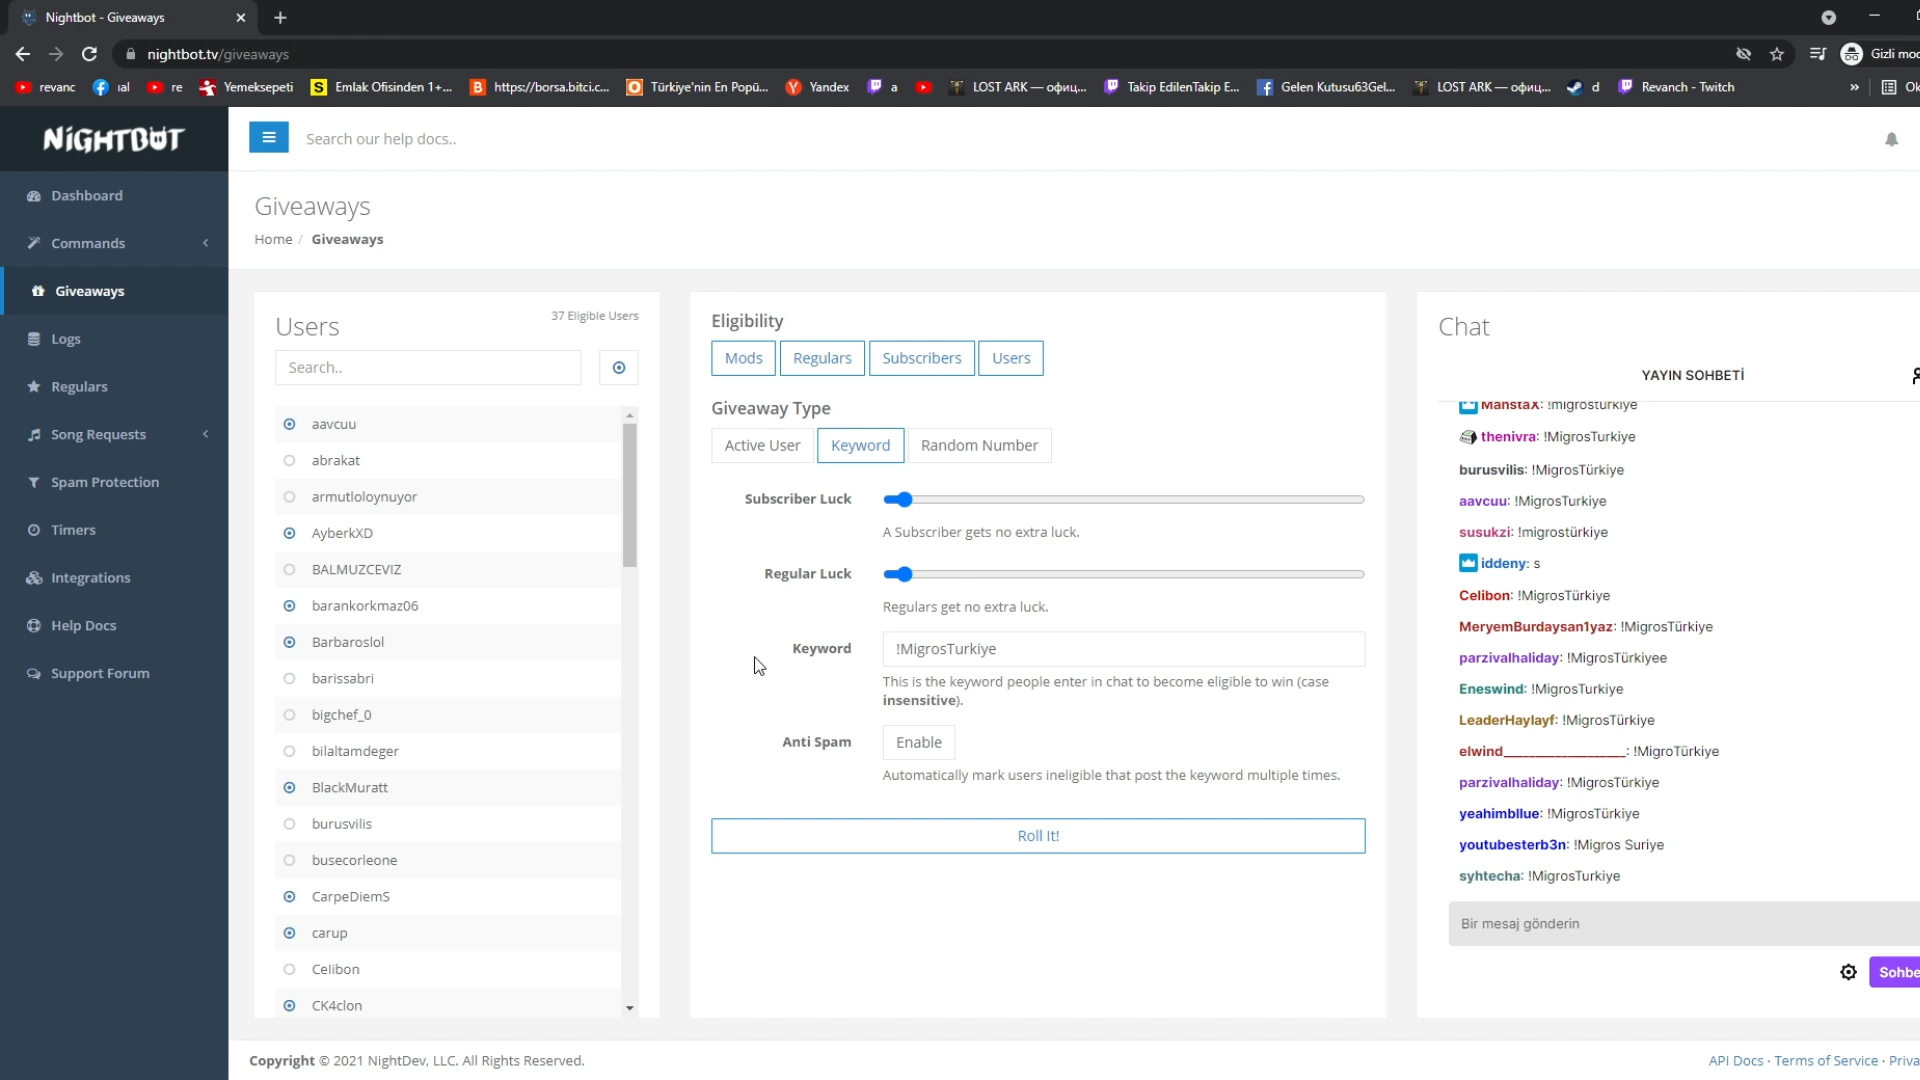 Nightbot - Giveaways
nightbot.tv/giveaways
Gizli mod
revanc
ıal
re
Yemeksepeti
Emlak Ofisinden 1+...
https://borsa.bitci.c...
Türkiye'nin En Popü...
Yandex
a
LOST ARK — офиц...
Takip EdilenTakip E...
Gelen Kutusu63Gel...
LOST ARK — офиц...
d
Revanch - Twitch
»
NiGHTBOT
Search our help docs..
Dashboard
Commands
Giveaways
Logs
Regulars
Song Requests
Spam Protection
Timers
Integrations
Help Docs
Support Forum
Giveaways
Home / Giveaways
Users
37 Eligible Users
Search..
aavcuu
abrakat
armutloloynuyor
AyberkXD
BALMUZCEVIZ
barankorkmaz06
Barbaroslol
barissabri
bigchef_0
bilaltamdeger
BlackMuratt
burusvilis
busecorleone
CarpeDiemS
carup
Celibon
CK4clon
Eligibility
Mods Regulars Subscribers Users
Giveaway Type
Active User Keyword Random Number
Subscriber Luck
A Subscriber gets no extra luck.
Regular Luck
Regulars get no extra luck.
Keyword !MigrosTurkiye
This is the keyword people enter in chat to become eligible to win (case
insensitive).
Anti Spam Enable
Automatically mark users ineligible that post the keyword multiple times.
Roll It!
Chat
YAYIN SOHBETİ
ManstaX: !migrosturkiye
thenivra: !MigrosTurkiye
burusvilis: !MigrosTürkiye
aavcuu: !MigrosTurkiye
susukzi: !migrostürkiye
iddeny: s
Celibon: !MigrosTürkiye
MeryemBurdaysan1yaz: !MigrosTürkiye
parzivalhaliday: !MigrosTürkiyee
Eneswind: !MigrosTurkiye
LeaderHaylayf: !MigrosTürkiye
elwind____________________: !MigroTürkiye
parzivalhaliday: !MigrosTürkiye
yeahimbllue: !MigrosTürkiye
youtubesterb3n: !Migros Suriye
syhtecha: !MigrosTurkiye
Bir mesaj gönderin
Sohbe
Copyright © 2021 NightDev, LLC. All Rights Reserved.
API Docs · Terms of Service · Priva